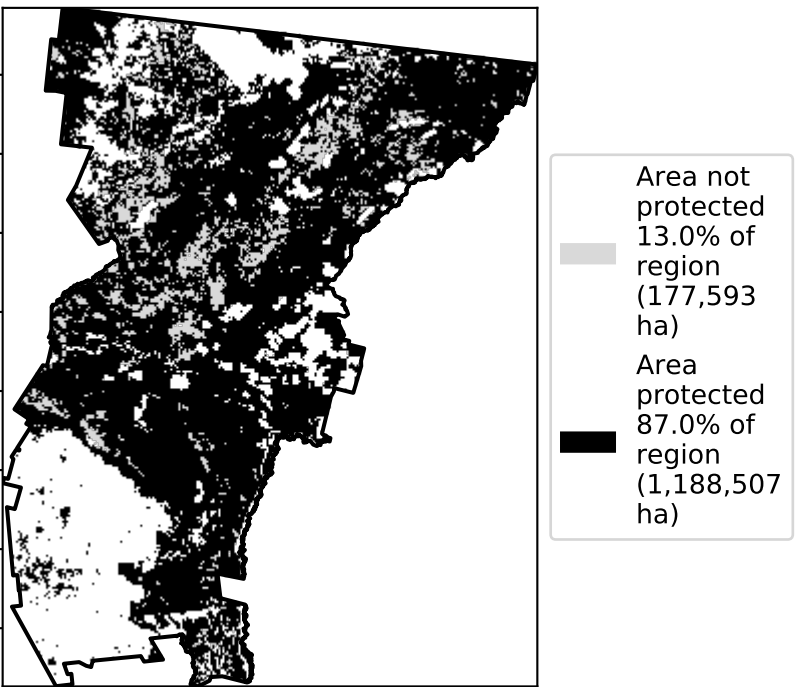 Area not
protected
13.0% of
region
(177,593
ha)
Area
protected
87.0% of
region
(1,188,507
ha)